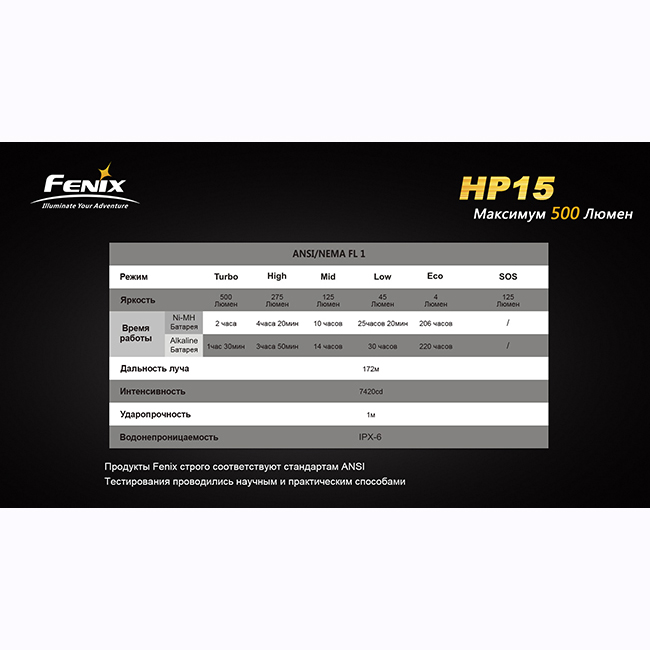 FENIX
Illuminate Your Adventure
HP15
Максимум 500 Люмен
ANSI/NEMA FL 1
Режим Turbo High Mid Low Eco SOS
Яркость 500 Люмен 275 Люмен 125 Люмен 45 Люмен 4 Люмен 125 Люмен
Время работы
Ni-MH Батарея 2 часа 4часа 20мин 10 часов 25часов 20мин 206 часов /
Alkaline Батарея 1час 30мин 3часа 50мин 14 часов 30 часов 220 часов /
Дальность луча 172м
Интенсивность 7420cd
Ударопрочность 1м
Водонепроницаемость IPX-6
Продукты Fenix строго соответствуют стандартам ANSI
Тестирования проводились научным и практическим способами